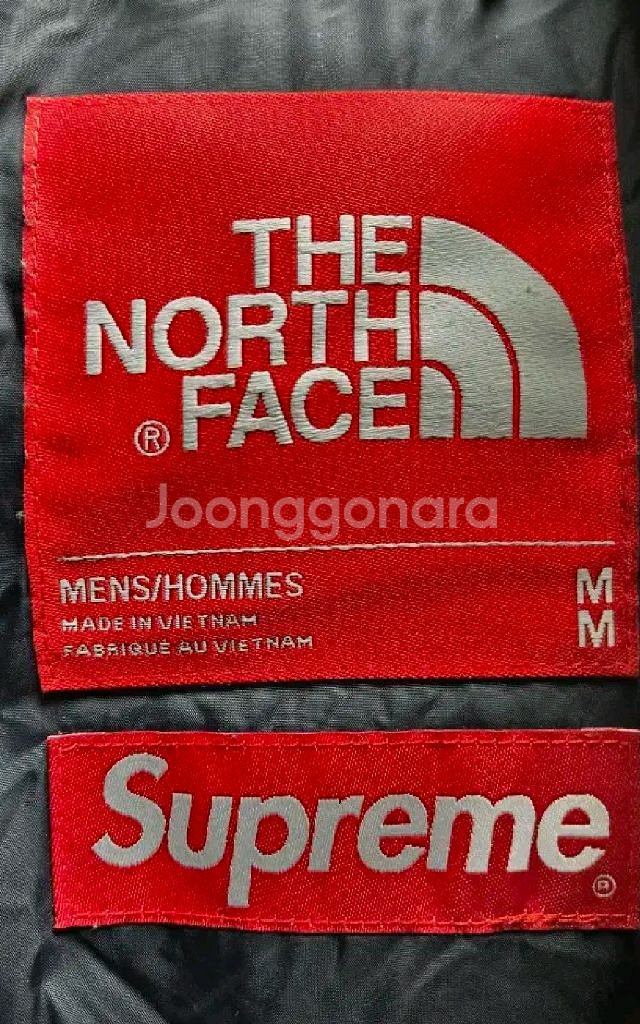 THE
NORTH
FACE
®
Joonggonara
MENS/HOMMES M
MADE IN VIETNAM M
FABRIQUÉ AU VIETNAM
Supreme
®